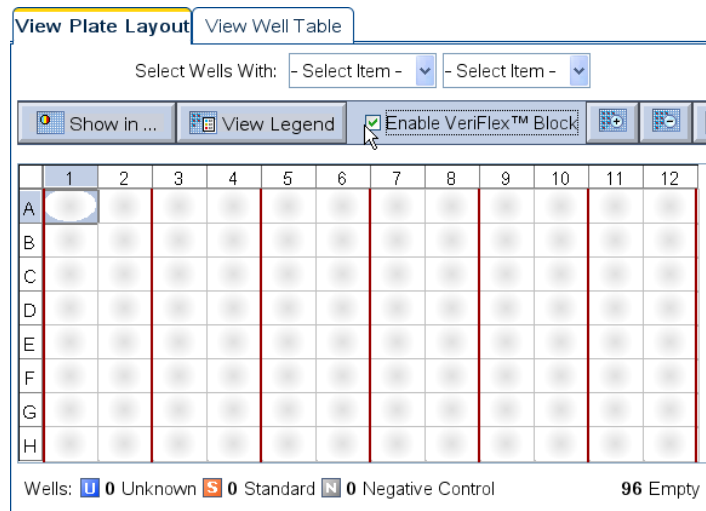 View Plate Layout View Well Table
Select Wells With: - Select Item - - Select Item -
Show in ... View Legend Enable VeriFlex™ Block
1 2 3 4 5 6 7 8 9 10 11 12
A
B
C
D
E
F
G
H
Wells: U 0 Unknown S 0 Standard N 0 Negative Control 96 Empty